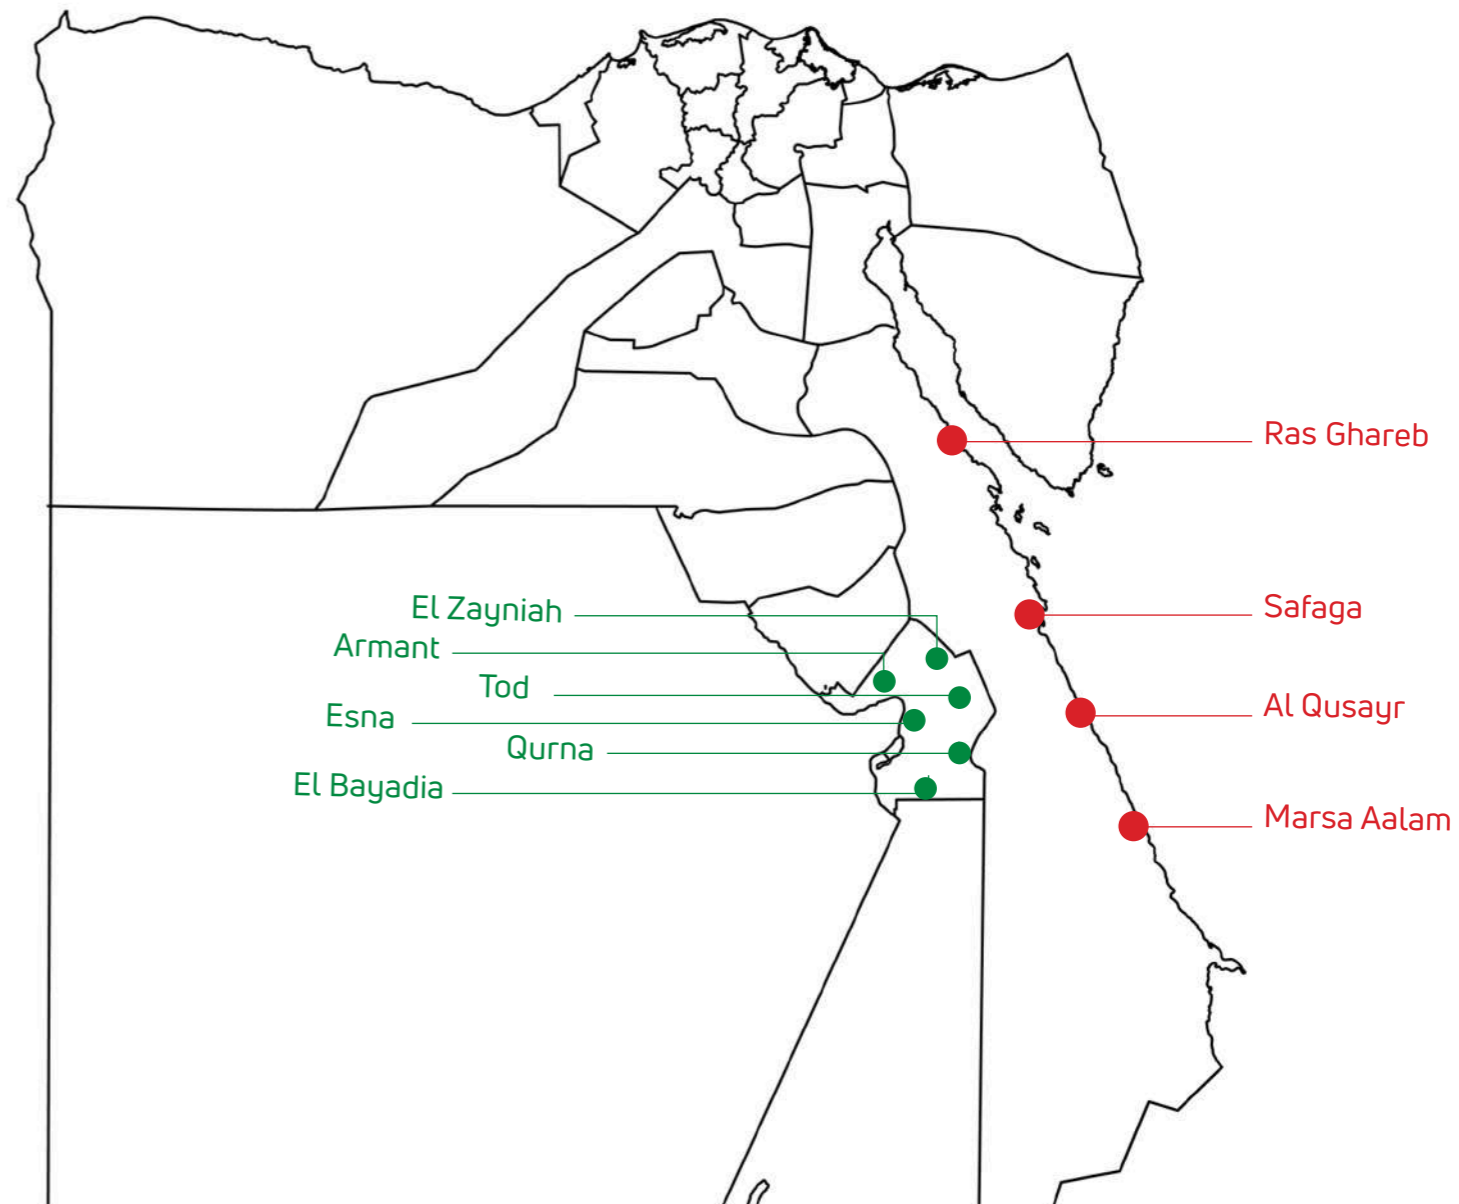 Ras Ghareb
El Zayniah
Safaga
Armant
Tod
Esna
Al Qusayr
Qurna
El Bayadia
Marsa Aalam